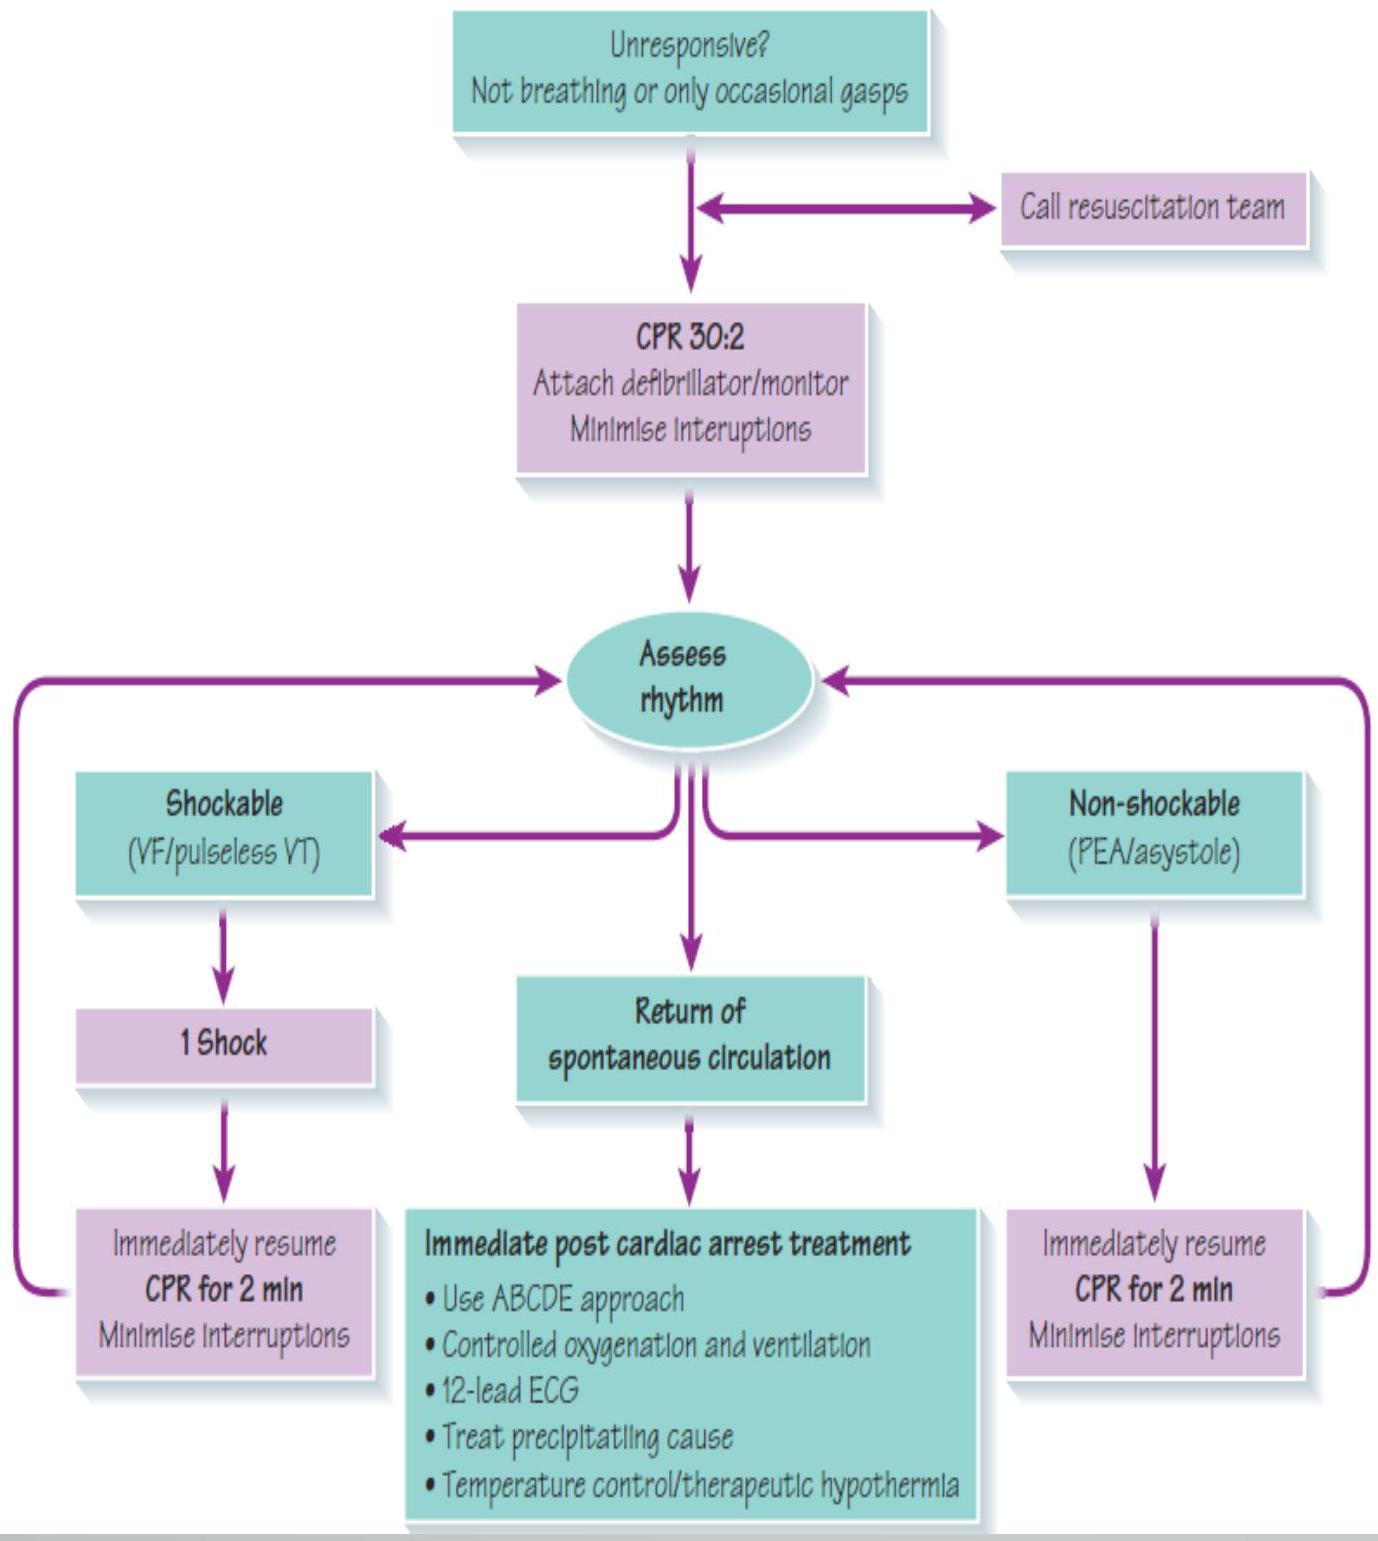 Unresponsive?
Not breathing or only occasional gasps
Call resuscitation team
CPR 30:2
Attach defibrillator/monitor
Minimise interuptions
Assess
rhythm
Shockable
(VF/pulseless VT)
Non-shockable
(PEA/asystole)
1 Shock
Return of
spontaneous circulation
Immediately resume
CPR for 2 min
Minimise interruptions
Immediate post cardiac arrest treatment
• Use ABCDE approach
• Controlled oxygenation and ventilation
• 12-lead ECG
• Treat precipitatiing cause
• Temperature control/therapeutic hypothermia
Immediately resume
CPR for 2 min
Minimise interruptions